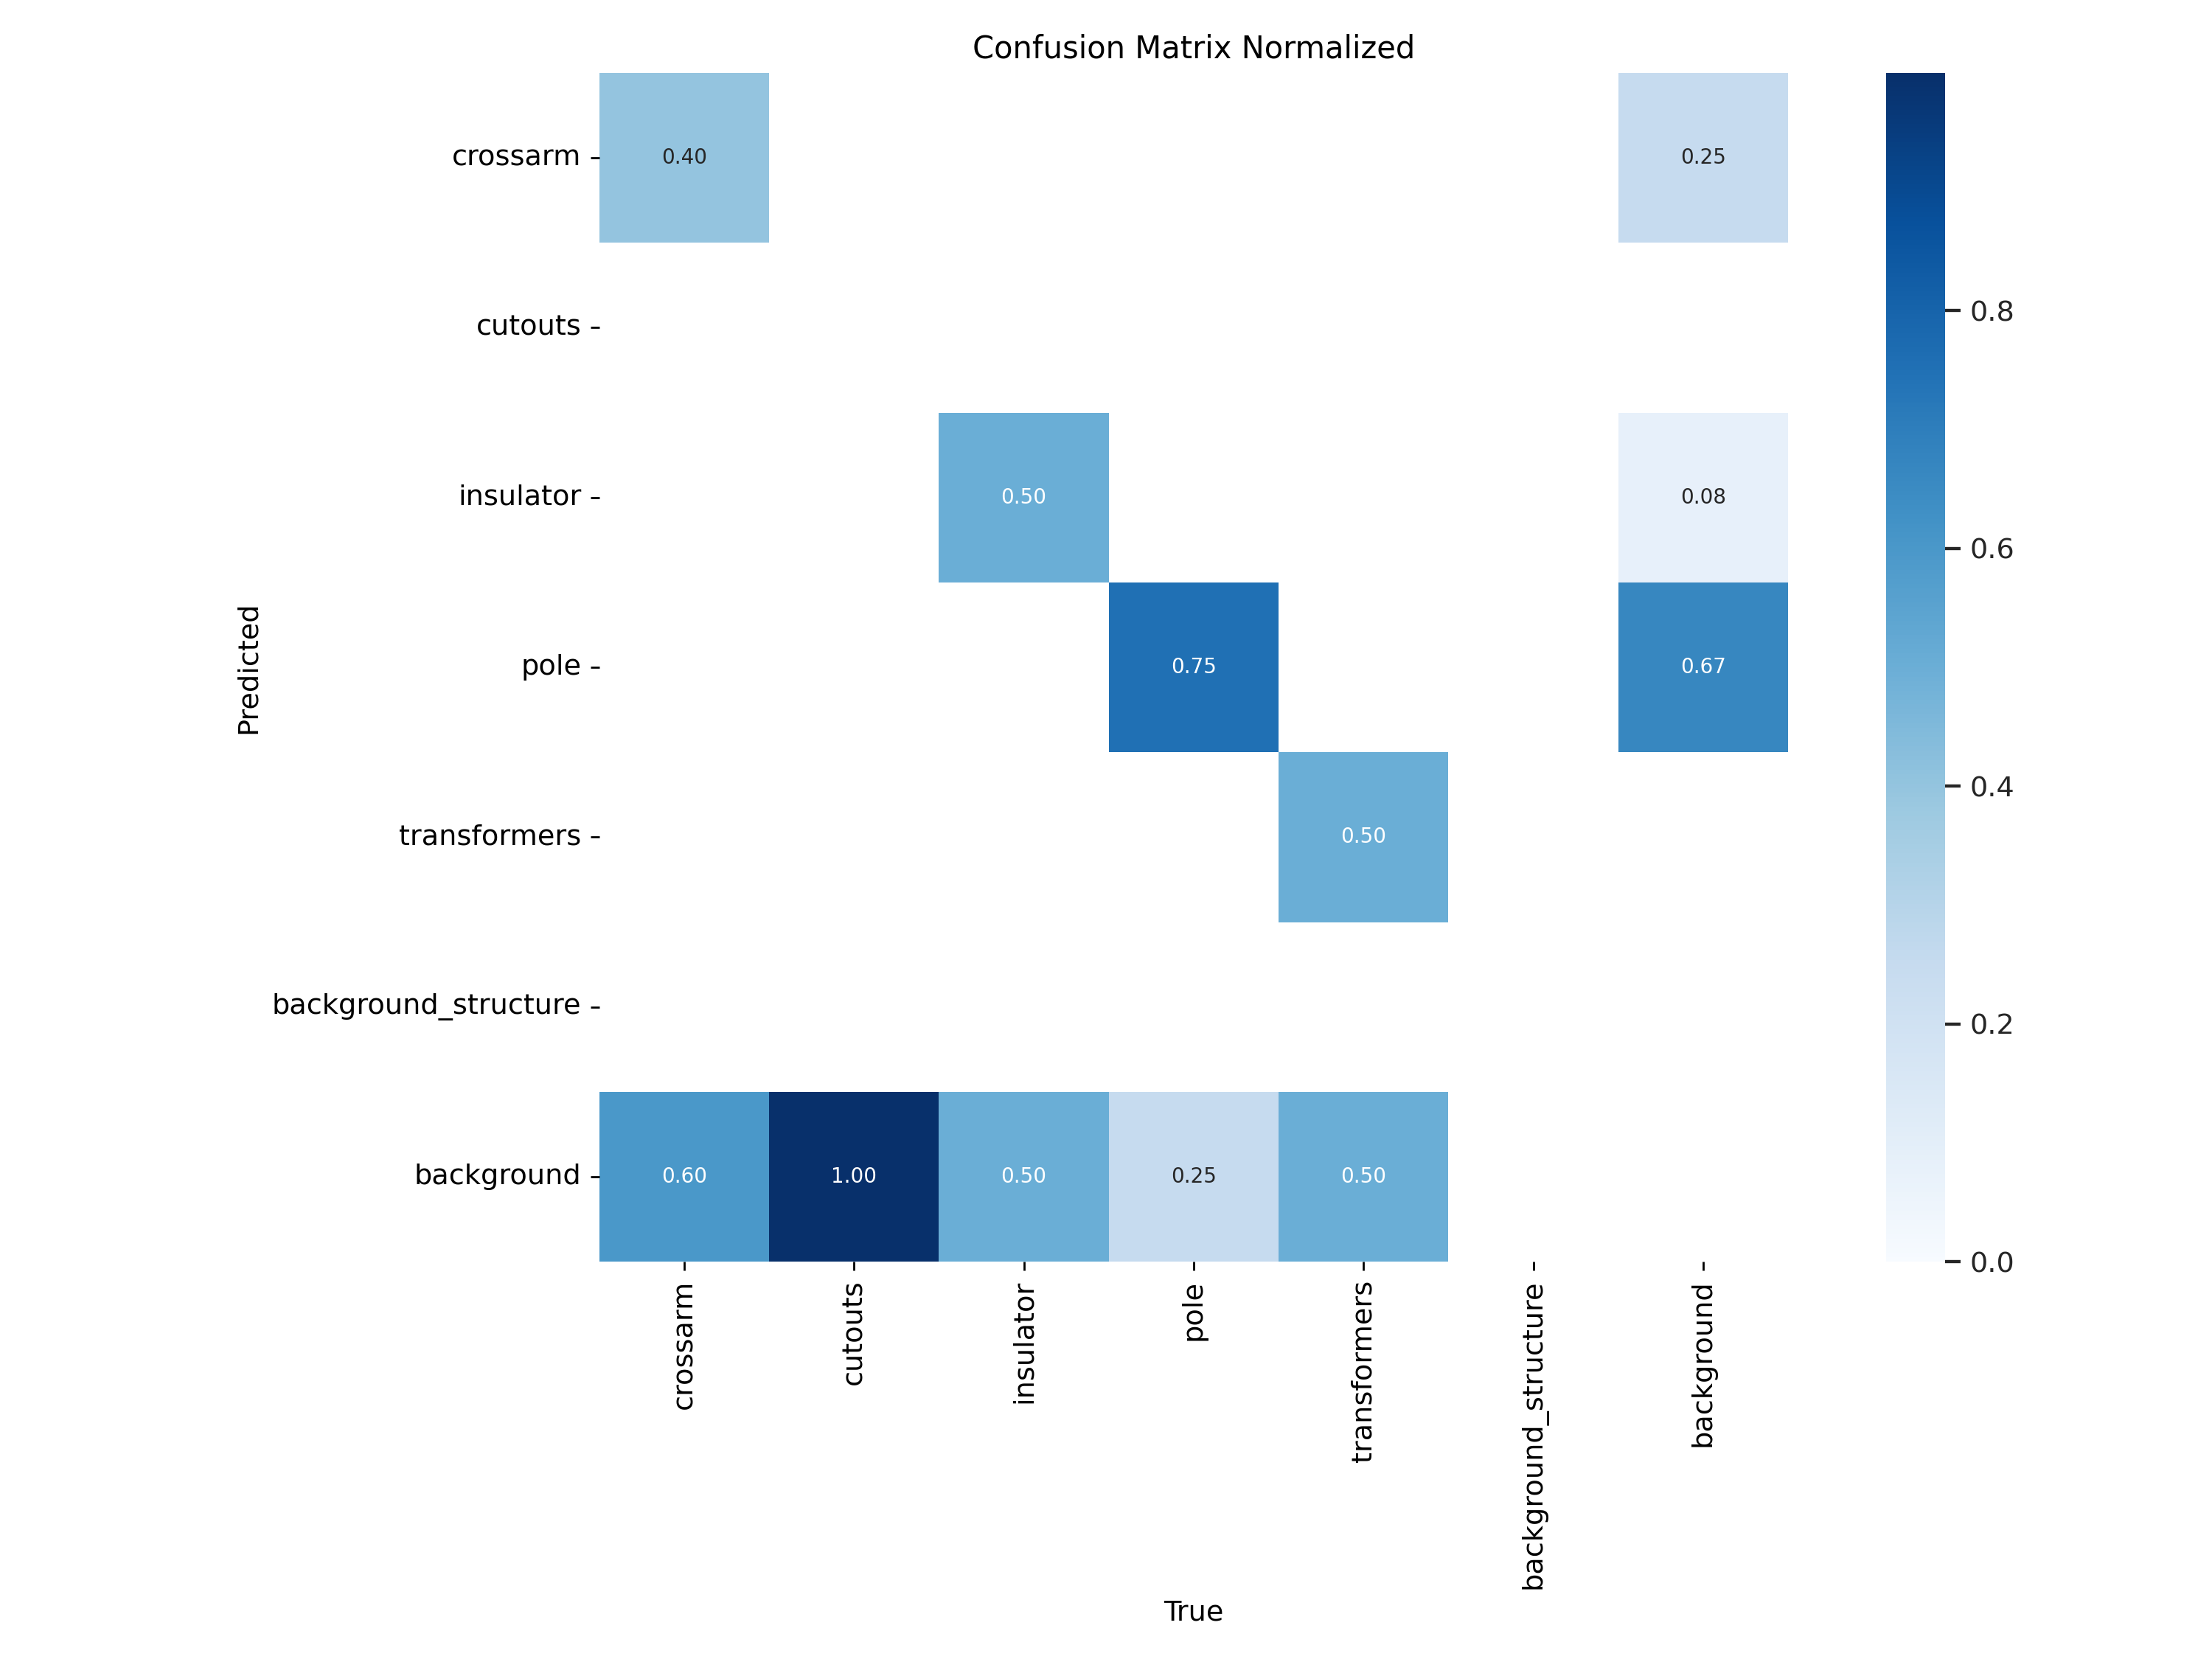 Confusion Matrix Normalized
crossarm
0.40
0.25
cutouts
0.8
insulator
0.50
0.08
0.6
Predicted
pole
0.75
0.67
0.4
transformers
0.50
background_structure
0.2
background
0.60
1.00
0.50
0.25
0.50
0.0
crossarm
cutouts
insulator
pole
transformers
background_structure
background
True